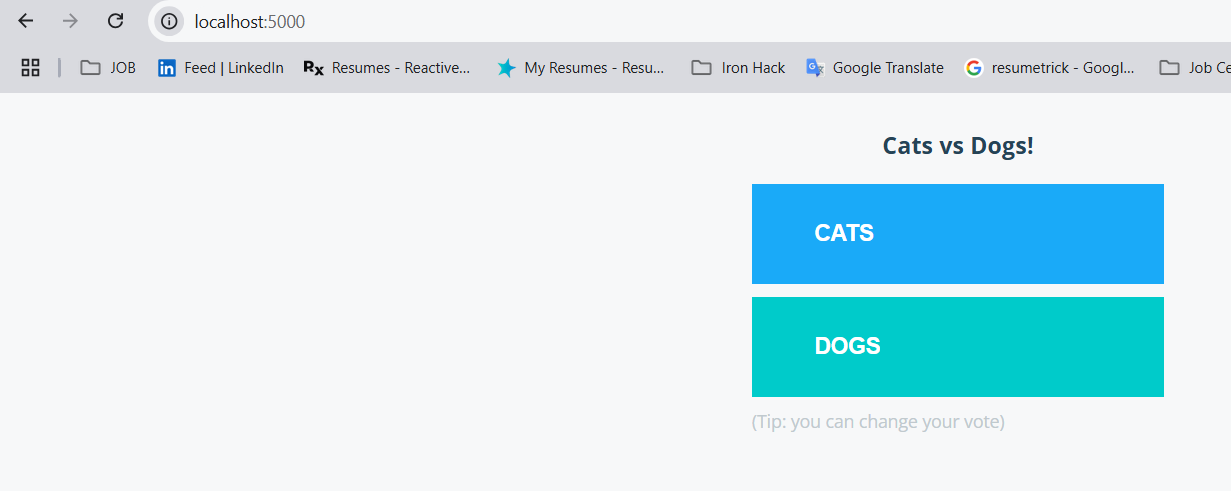 localhost:5000
JOB Feed | LinkedIn Rx Resumes - Reactive... My Resumes - Resu... Iron Hack Google Translate resumetrick - Googl... Job Ce
Cats vs Dogs!
CATS
DOGS
(Tip: you can change your vote)